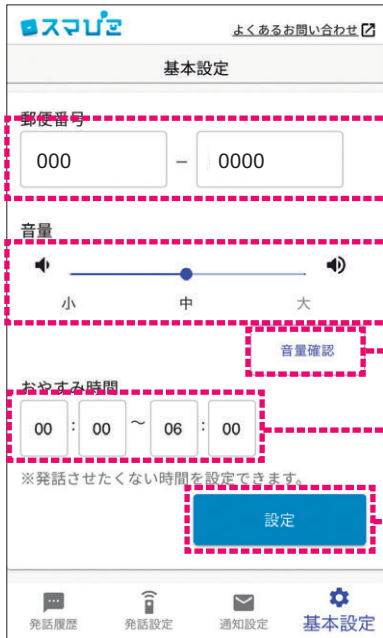 スマぴこ
よくあるお問い合わせ
基本設定
郵便番号
000 - 0000
音量
小 中 大
音量確認
おやすみ時間
00 : 00 ~ 06 : 00
※発話させたくない時間を設定できます。
設定
発話履歴 発話設定 通知設定 基本設定